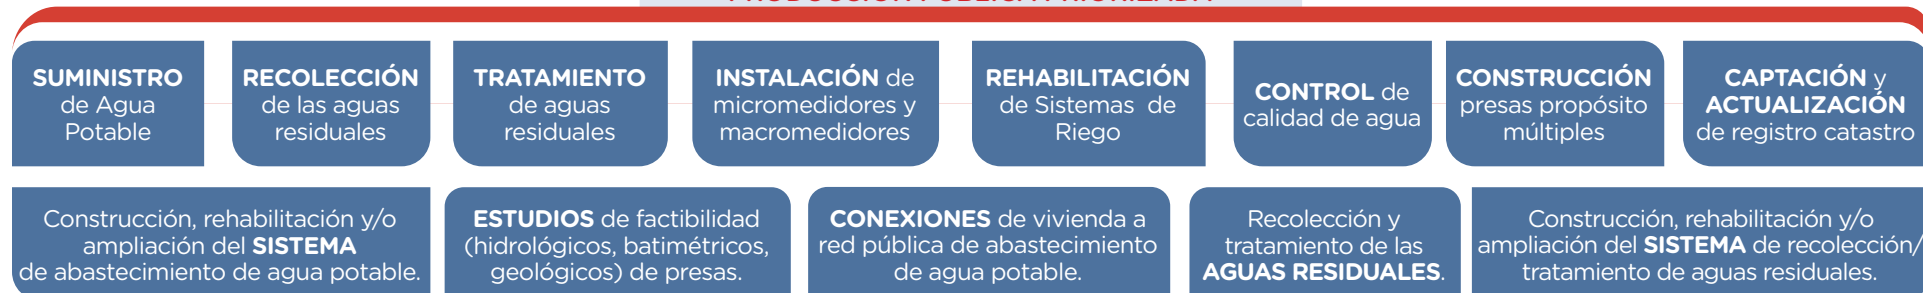 PRODUCCIÓN PÚBLICA PRIORIZADA
SUMINISTRO
de Agua
Potable
RECOLECCIÓN
de las aguas
residuales
TRATAMIENTO
de aguas
residuales
INSTALACIÓN de
micromedidores y
macromedidores
REHABILITACIÓN
de Sistemas de
Riego
CONTROL de
calidad de agua
CONSTRUCCIÓN
presas propósito
múltiples
CAPTACIÓN y
ACTUALIZACIÓN
de registro catastro
Construcción, rehabilitación y/o
ampliación del SISTEMA
de abastecimiento de agua potable.
ESTUDIOS de factibilidad
(hidrológicos, batimétricos,
geológicos) de presas.
CONEXIONES de vivienda a
red pública de abastecimiento
de agua potable.
Recolección y
tratamiento de las
AGUAS RESIDUALES.
Construcción, rehabilitación y/o
ampliación del SISTEMA de recolección/
tratamiento de aguas residuales.